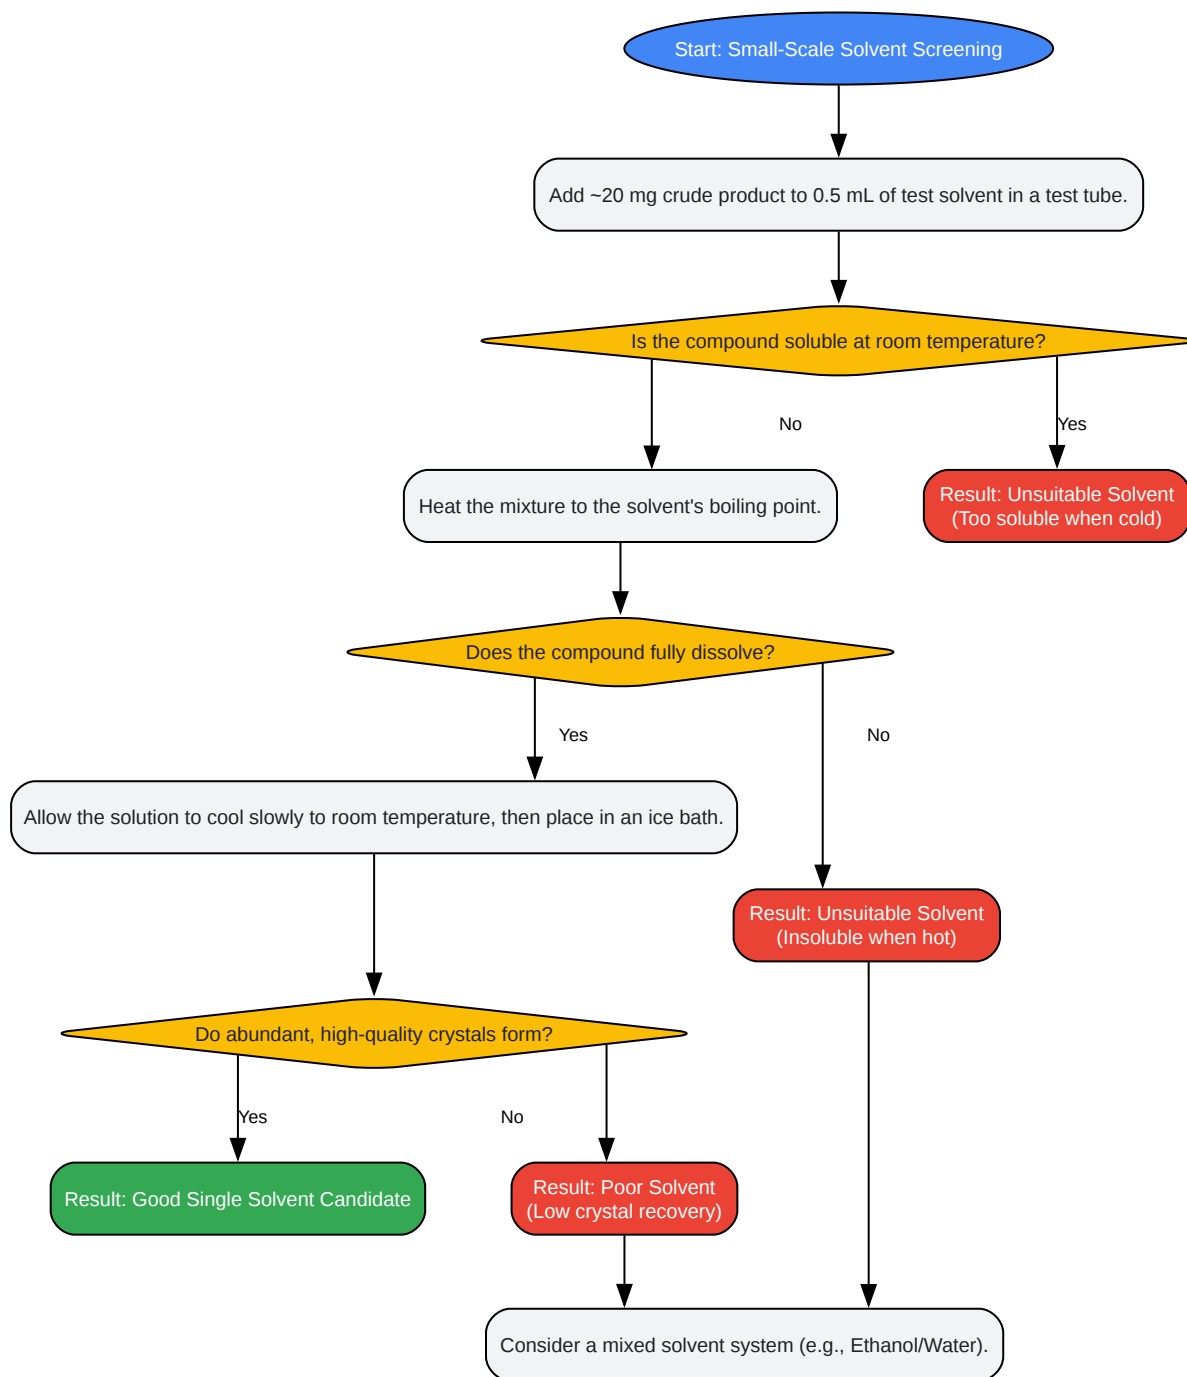 Start: Small-Scale Solvent Screening
Add ~20 mg crude product to 0.5 mL of test solvent in a test tube.
Is the compound soluble at room temperature?
No
Yes
Heat the mixture to the solvent's boiling point.
Result: Unsuitable Solvent
(Too soluble when cold)
Does the compound fully dissolve?
Yes
No
Allow the solution to cool slowly to room temperature, then place in an ice bath.
Result: Unsuitable Solvent
(Insoluble when hot)
Do abundant, high-quality crystals form?
Yes
No
Result: Good Single Solvent Candidate
Result: Poor Solvent
(Low crystal recovery)
Consider a mixed solvent system (e.g., Ethanol/Water).